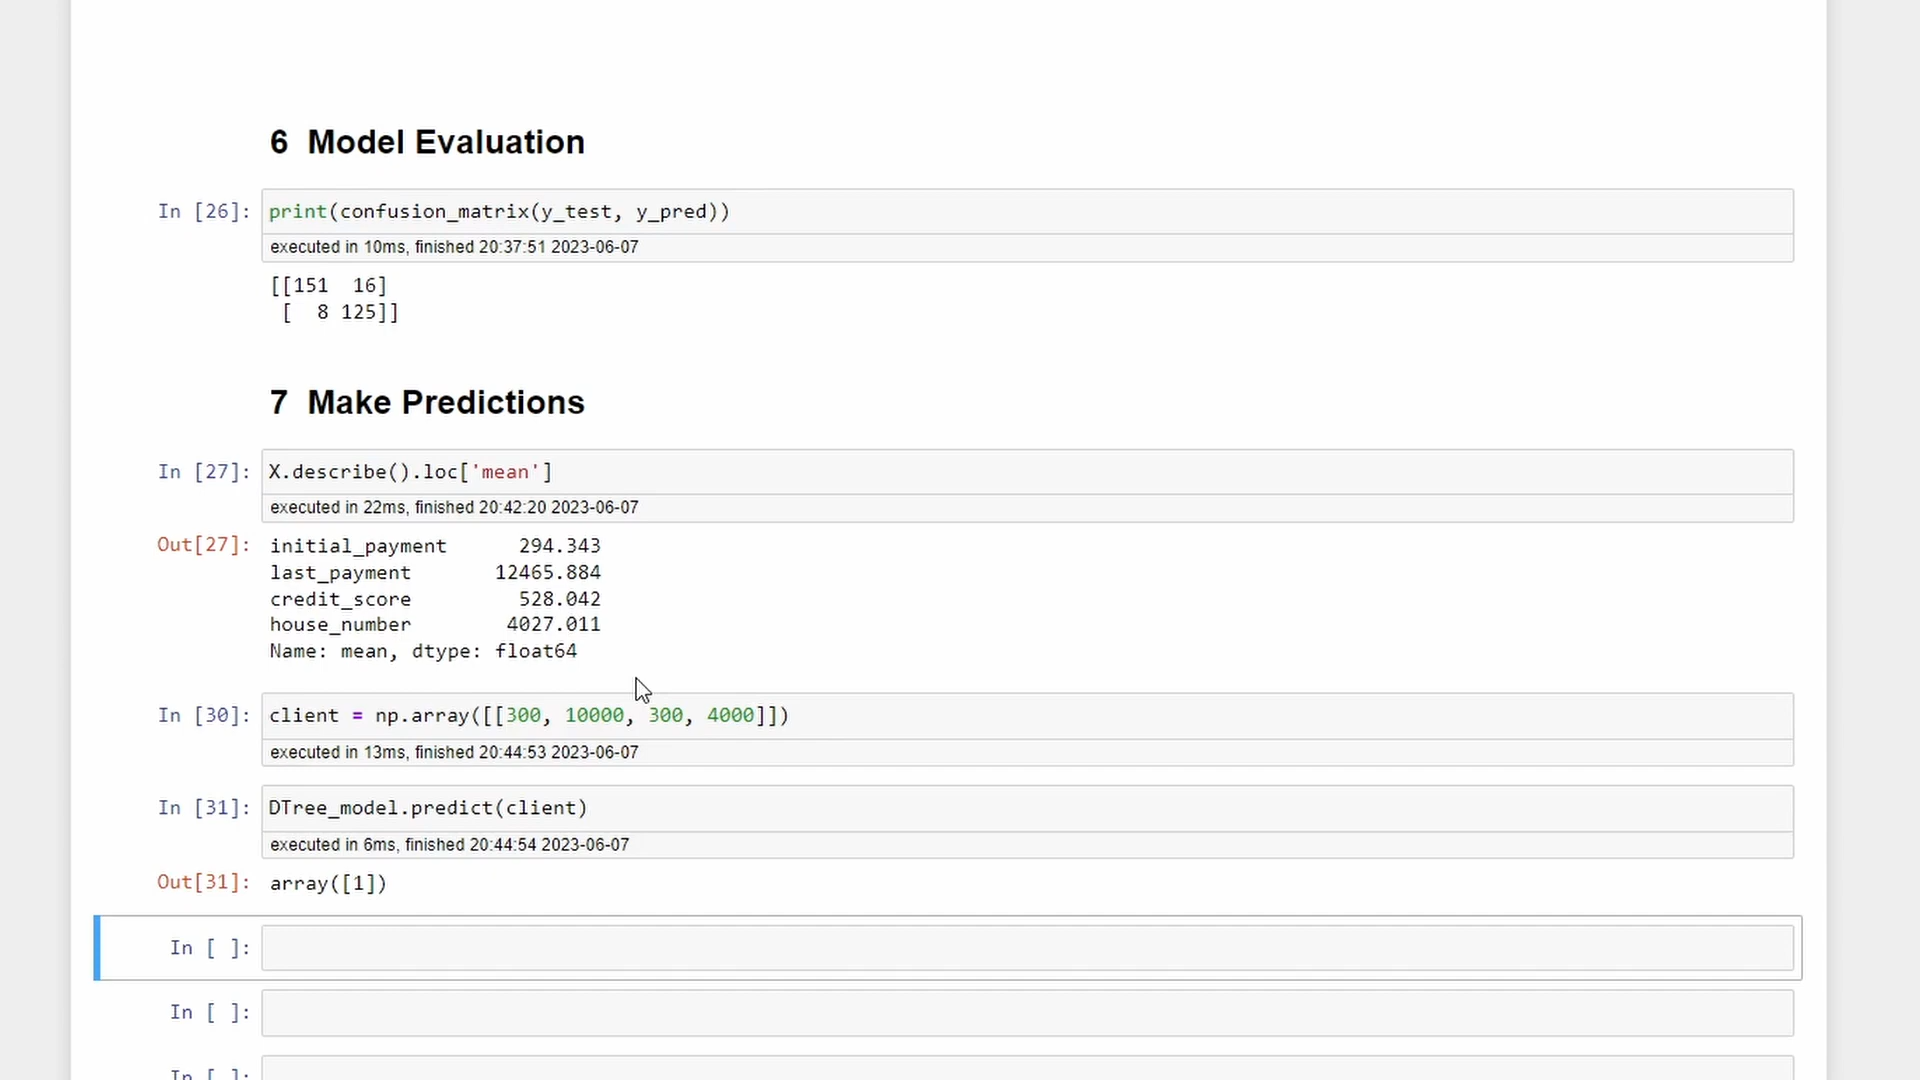 6 Model Evaluation
In [26]: print(confusion_matrix(y_test, y_pred))
executed in 10ms, finished 20:37:51 2023-06-07
[[151  16]
 [  8 125]]
7 Make Predictions
In [27]: X.describe().loc['mean']
executed in 22ms, finished 20:42:20 2023-06-07
Out[27]: initial_payment      294.343
last_payment       12465.884
credit_score         528.042
house_number        4027.011
Name: mean, dtype: float64
In [30]: client = np.array([[300, 10000, 300, 4000]])
executed in 13ms, finished 20:44:53 2023-06-07
In [31]: DTree_model.predict(client)
executed in 6ms, finished 20:44:54 2023-06-07
Out[31]: array([1])
In [ ]:
In [ ]:
In [ ]: